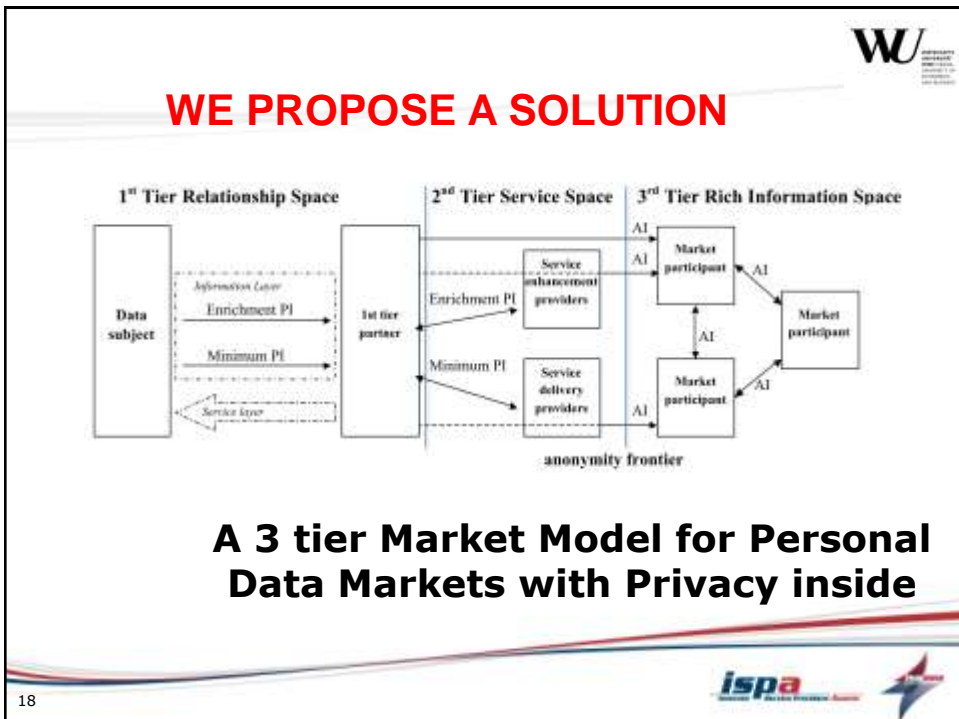 WU
WE PROPOSE A SOLUTION
1st Tier Relationship Space
2nd Tier Service Space
3rd Tier Rich Information Space
Data
subject
Information Layer
Enrichment PI
Minimum PI
Service layer
1st tier
partner
Enrichment PI
Minimum PI
Service
enhancement
providers
Service
delivery
providers
AI
AI
AI
Market
participant
AI
Market
participant
AI
Market
participant
AI
anonymity frontier
A 3 tier Market Model for Personal
Data Markets with Privacy inside
18
ispa